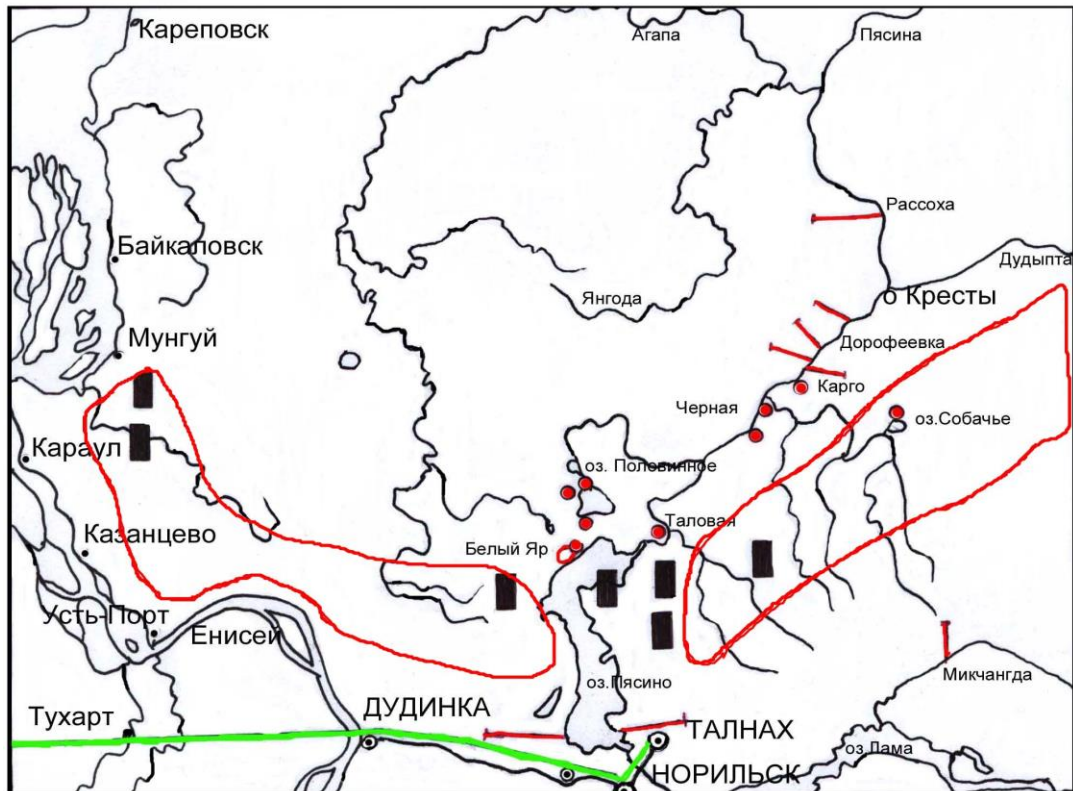 Кареповск
Агапа
Пясина
Рассоха
Байкаловск
Дудыпта
Янгода
о Кресты
Мунгуй
Дорофеевка
Карго
Черная
оз.Собачье
Караул
оз. Половинное
Таловая
Казанцево
Белый Яр
Усть-Порт
Енисей
оз.Пясино
Микчангда
Тухарт
ДУДИНКА
ТАЛНАХ
оз.Лама
НОРИЛЬСК